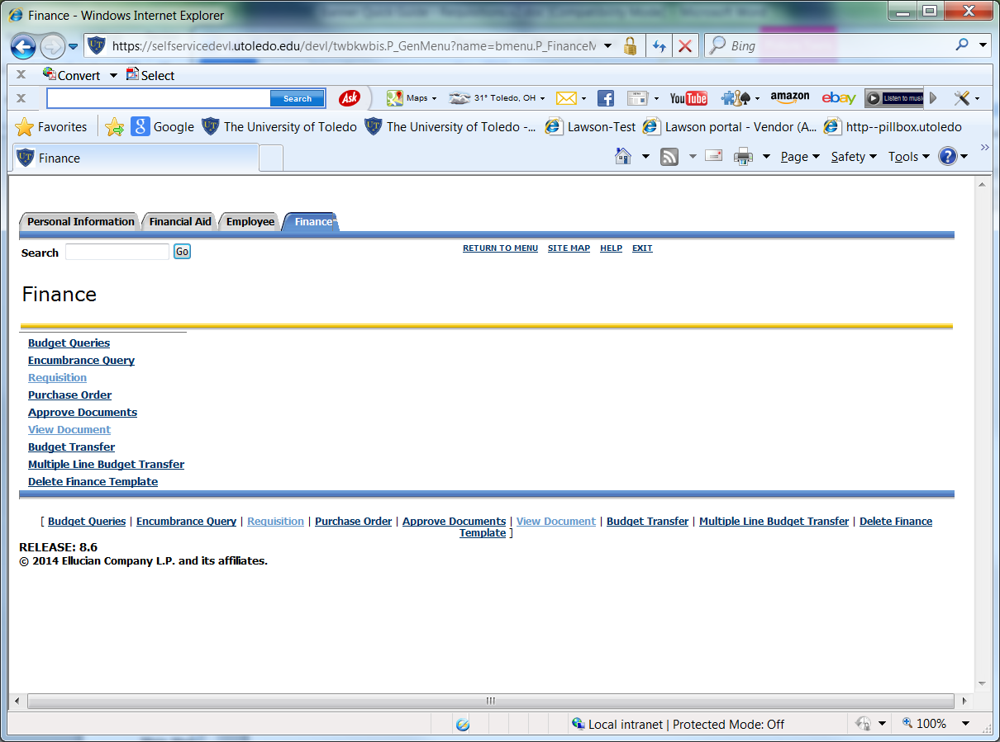 Finance - Windows Internet Explorer
https://selfservicedevl.utoledo.edu/devl/twbkwbis.P_GenMenu?name=bmenu.P_FinanceM
Bing
Convert Select
Search Ask Maps 31° Toledo, OH YouTube amazon ebay Listen to music
Favorites Google The University of Toledo The University of Toledo -... Lawson-Test Lawson portal - Vendor (A... http--pillbox.utoledo
Finance Page Safety Tools
Personal Information Financial Aid Employee Finance
Search Go RETURN TO MENU SITE MAP HELP EXIT
Finance
Budget Queries
Encumbrance Query
Requisition
Purchase Order
Approve Documents
View Document
Budget Transfer
Multiple Line Budget Transfer
Delete Finance Template
[ Budget Queries | Encumbrance Query | Requisition | Purchase Order | Approve Documents | View Document | Budget Transfer | Multiple Line Budget Transfer | Delete Finance
Template ]
RELEASE: 8.6
© 2014 Ellucian Company L.P. and its affiliates.
Local intranet | Protected Mode: Off 100%